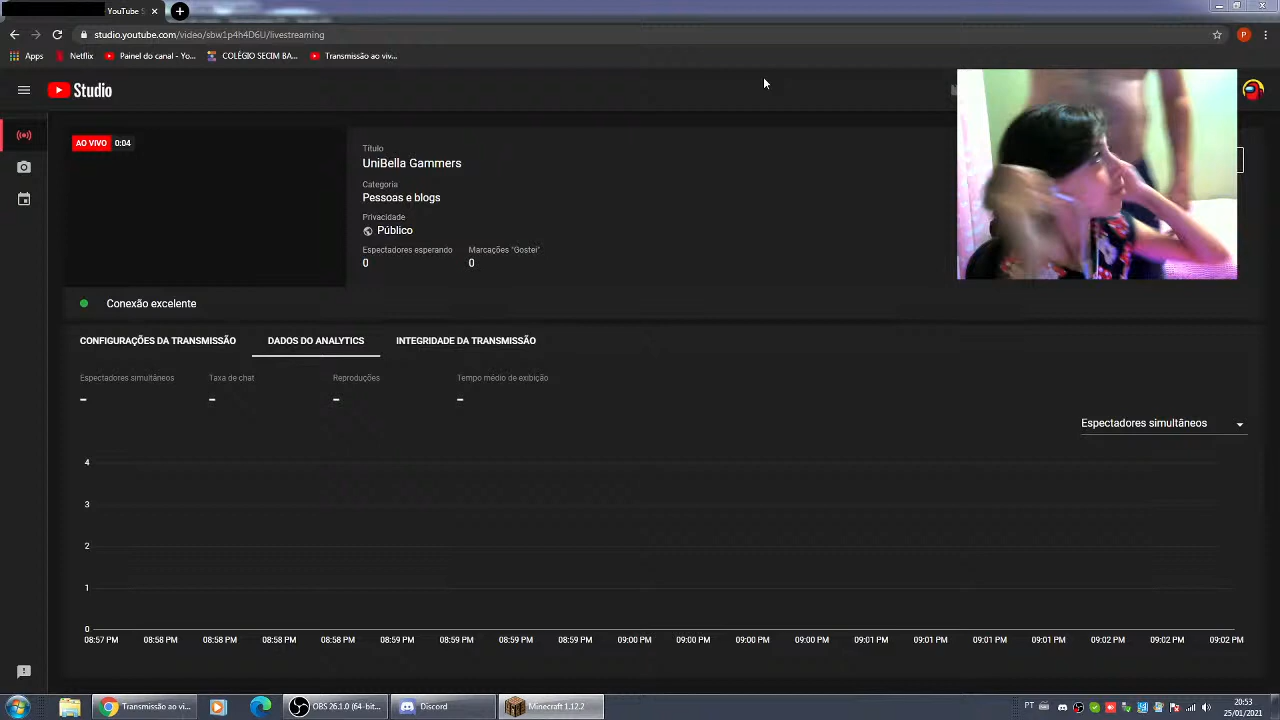 YouTube S
studio.youtube.com/video/sbw1p4h4D6U/livestreaming
P
Apps Netflix Painel do canal - Yo... COLÉGIO SECIM BA... Transmissão ao viv...
Studio
AO VIVO 0:04
Título
UniBella Gammers
Categoria
Pessoas e blogs
Privacidade
Público
Espectadores esperando Marcações "Gostei"
0 0
Conexão excelente
CONFIGURAÇÕES DA TRANSMISSÃO DADOS DO ANALYTICS INTEGRIDADE DA TRANSMISSÃO
Espectadores simultâneos Taxa de chat Reproduções Tempo médio de exibição
– – – –
Espectadores simultâneos
4
3
2
1
0
08:57 PM 08:58 PM 08:58 PM 08:58 PM 08:58 PM 08:59 PM 08:59 PM 08:59 PM 08:59 PM 09:00 PM 09:00 PM 09:00 PM 09:00 PM 09:01 PM 09:01 PM 09:01 PM 09:01 PM 09:02 PM 09:02 PM 09:02 PM
Transmissão ao vi... OBS 26.1.0 (64-bit... Discord Minecraft 1.12.2 PT 20:53
25/01/2021